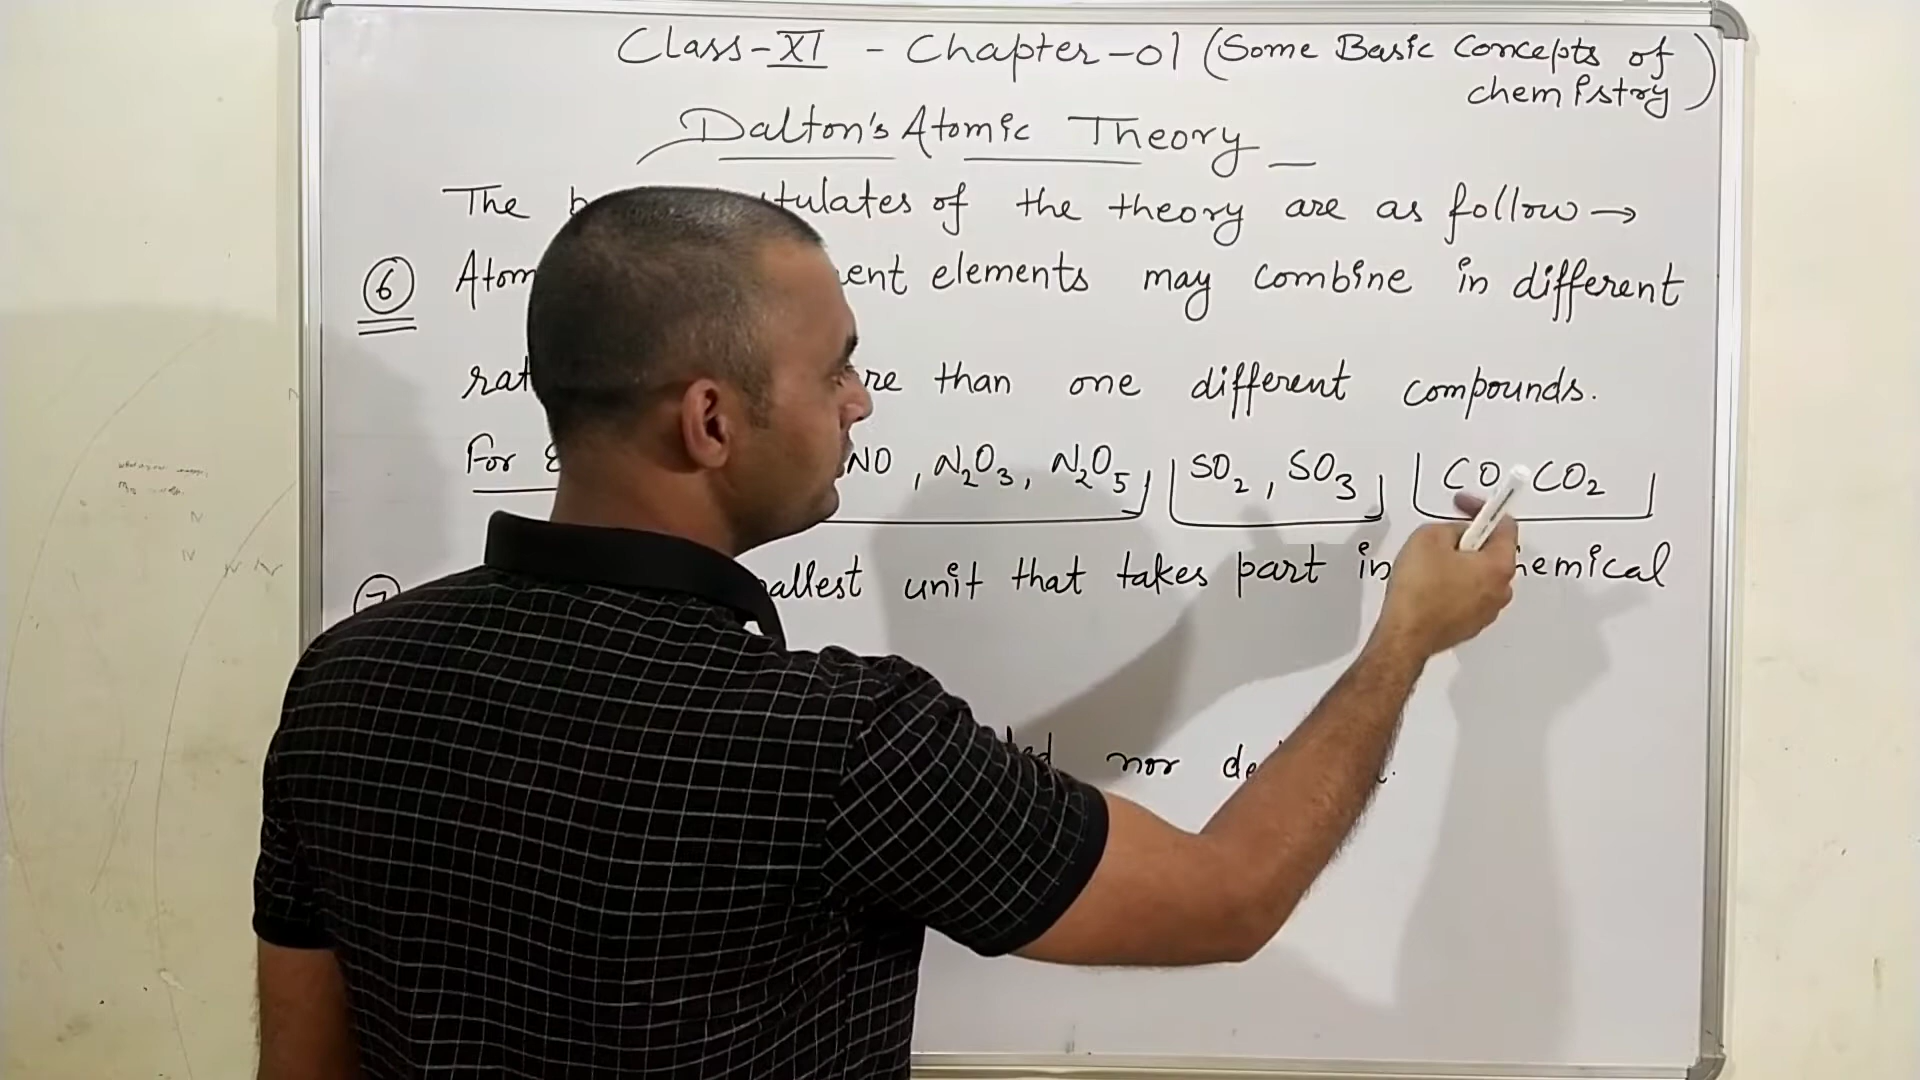 Class-XI - Chapter-01 (Some Basic Concepts of
chemistry)
Dalton's Atomic Theory
The tulates of the theory are as follow →
6 Atom ent elements may combine in different
rat re than one different compounds.
For NO, N₂O₃, N₂O₅, SO₂, SO₃ CO CO₂
7 allest unit that takes part in hemical
nor de